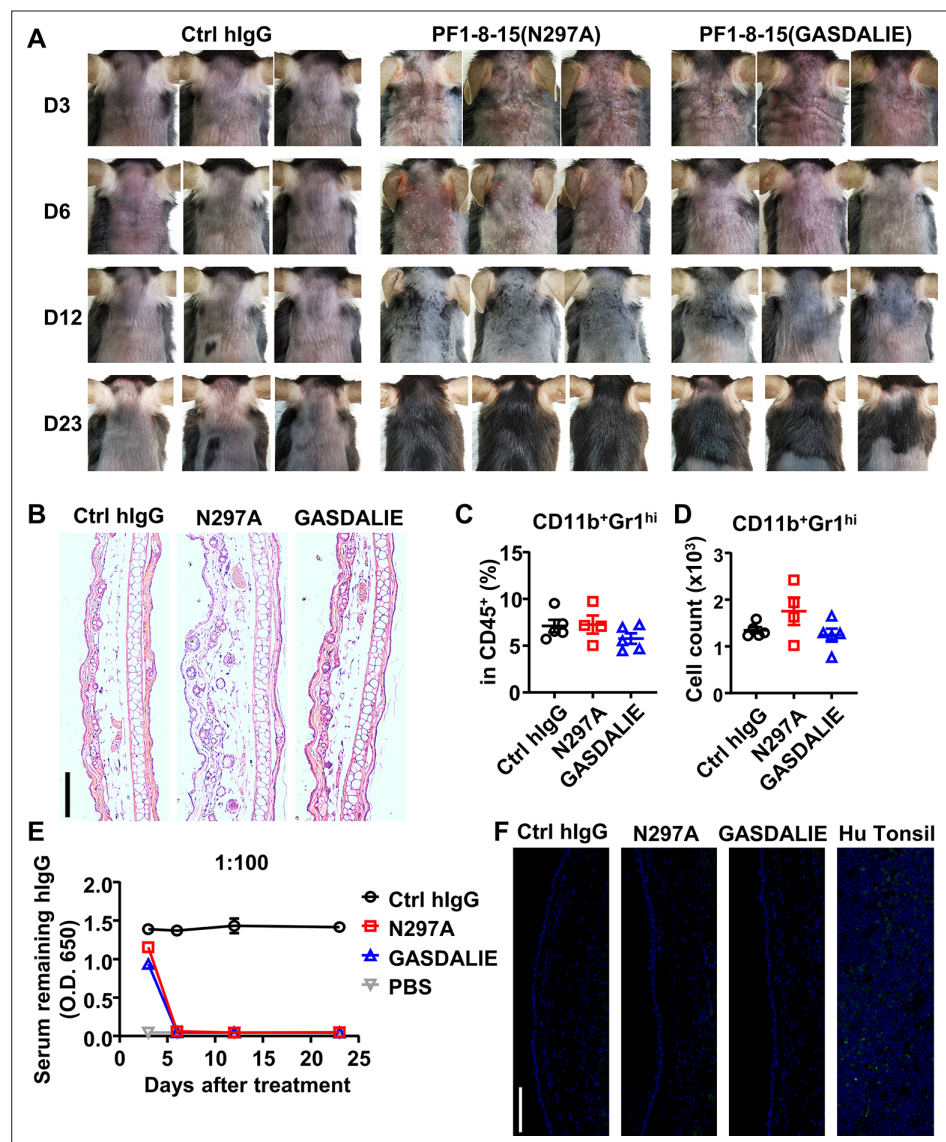 A
Ctrl hIgG
PF1-8-15(N297A)
PF1-8-15(GASDALIE)
D3
D6
D12
D23
B
Ctrl hIgG
N297A
GASDALIE
C
CD11b⁺Gr1ʰⁱ
in CD45⁺ (%)
15
10
5
0
Ctrl hIgG
N297A
GASDALIE
D
CD11b⁺Gr1ʰⁱ
Cell count (x10³)
3
2
1
0
Ctrl hIgG
N297A
GASDALIE
E
1:100
Serum remaining hIgG
(O.D. 650)
2.0
1.5
1.0
0.5
0.0
0 5 10 15 20 25
Days after treatment
Ctrl hIgG
N297A
GASDALIE
PBS
F
Ctrl hIgG
N297A
GASDALIE
Hu Tonsil